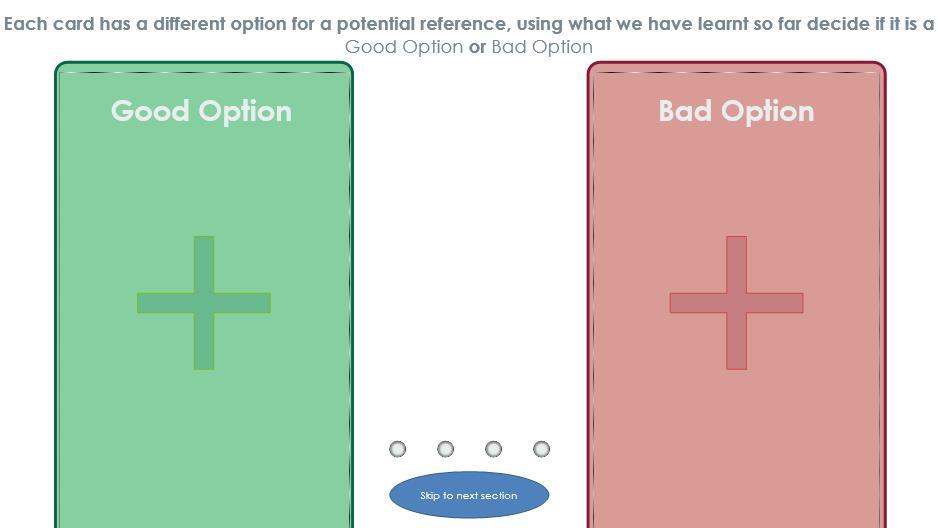 Each card has a different option for a potential reference, using what we have learnt so far decide if it is a
Good Option or Bad Option
Good Option
Bad Option
Skip to next section